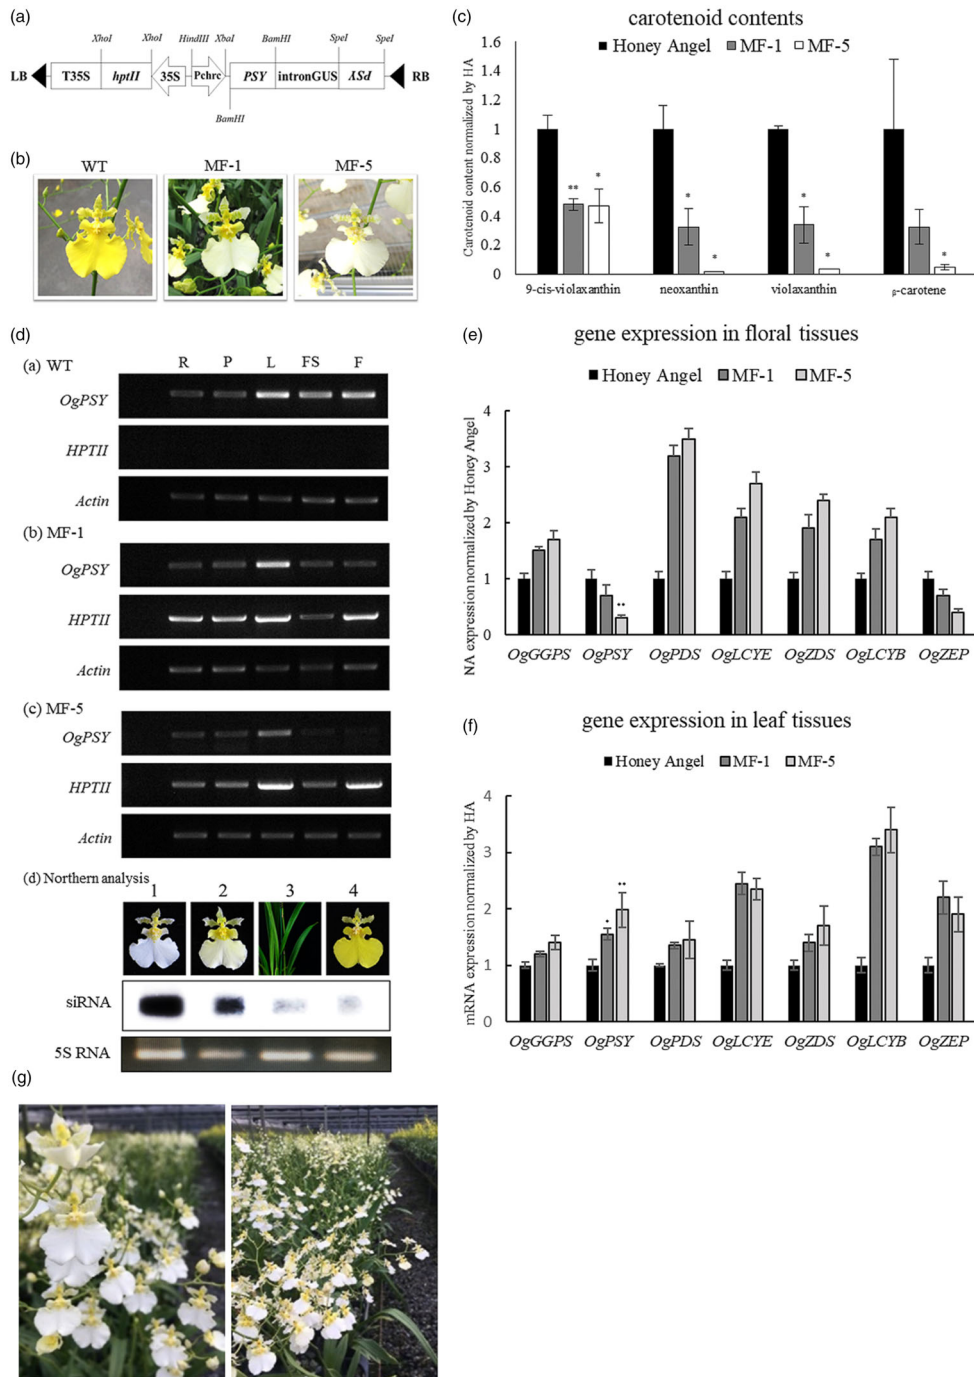 (a)
XhoI XhoI HindIII XbaI BamHI SpeI SpeI
LB T35S hptII 35S Pchrc PSY intronGUS PSY RB
BamHI
(b)
WT MF-1 MF-5
(c)
carotenoid contents
Honey Angel MF-1 MF-5
Carotenoid content normalized by HA
1.6
1.4
1.2
1
0.8
0.6
0.4
0.2
0
** * * * * * *
9-cis-violaxanthin neoxanthin violaxanthin β-carotene
(d)
(a) WT
R P L FS F
OgPSY
HPTII
Actin
(b) MF-1
OgPSY
HPTII
Actin
(c) MF-5
OgPSY
HPTII
Actin
(d) Northern analysis
1 2 3 4
siRNA
5S RNA
(e)
gene expression in floral tissues
Honey Angel MF-1 MF-5
NA expression normalized by Honey Angel
4
3
2
1
0
**
OgGGPS OgPSY OgPDS OgLCYE OgZDS OgLCYB OgZEP
(f)
gene expression in leaf tissues
Honey Angel MF-1 MF-5
mRNA expression normalized by HA
4
3
2
1
0
* **
OgGGPS OgPSY OgPDS OgLCYE OgZDS OgLCYB OgZEP
(g)